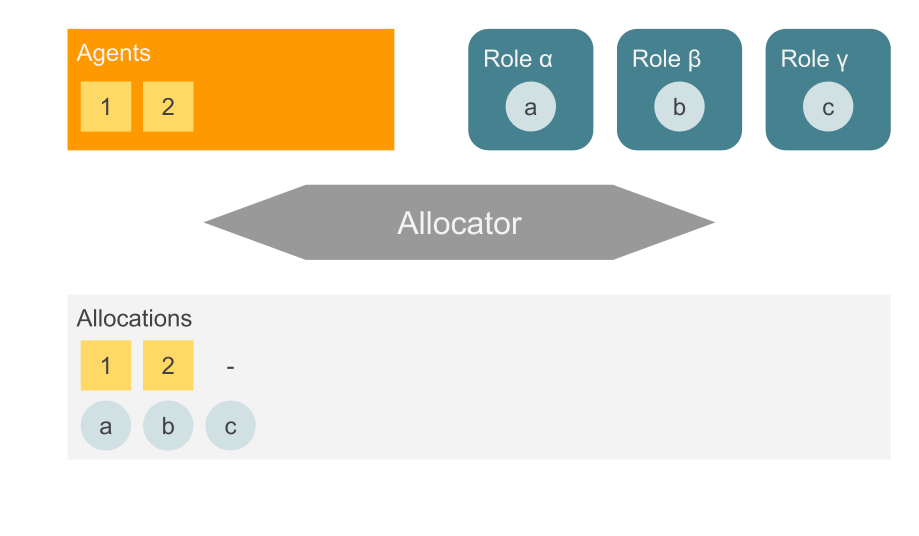 Agents
1 2
Role α
a
Role β
b
Role γ
c
Allocator
Allocations
1 2 -
a b c